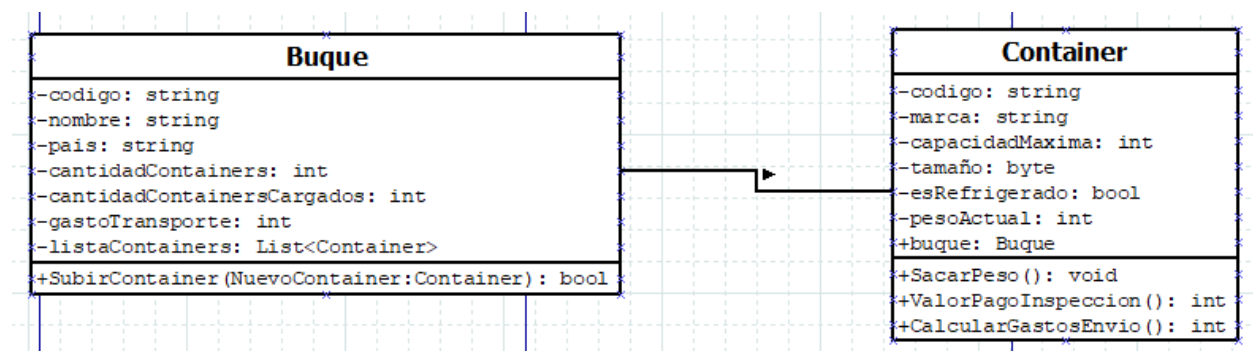 Buque
-codigo: string
-nombre: string
-pais: string
-cantidadContainers: int
-cantidadContainersCargados: int
-gastoTransporte: int
-listaContainers: List<Container>
+SubirContainer(NuevoContainer:Container): bool
Container
-codigo: string
-marca: string
-capacidadMaxima: int
-tamaño: byte
-esRefrigerado: bool
-pesoActual: int
+buque: Buque
+SacarPeso(): void
+ValorPagoInspeccion(): int
+CalcularGastosEnvio(): int